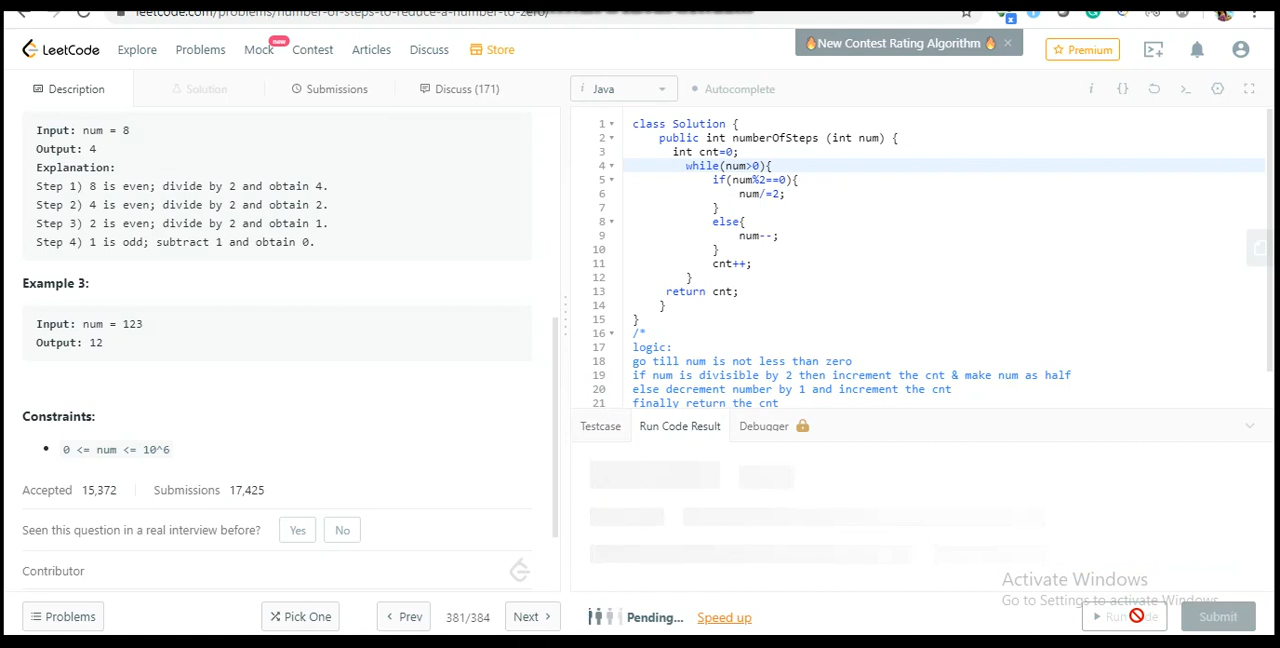 leetcode.com/problems/number-of-steps-to-reduce-a-number-to-zero/
LeetCode Explore Problems Mock new Contest Articles Discuss Store
🔥New Contest Rating Algorithm 🔥 ×
Premium
Description Solution Submissions Discuss (171)
i Java Autocomplete
Input: num = 8
Output: 4
Explanation:
Step 1) 8 is even; divide by 2 and obtain 4.
Step 2) 4 is even; divide by 2 and obtain 2.
Step 3) 2 is even; divide by 2 and obtain 1.
Step 4) 1 is odd; subtract 1 and obtain 0.
Example 3:
Input: num = 123
Output: 12
Constraints:
0 <= num <= 10^6
Accepted 15,372 Submissions 17,425
Seen this question in a real interview before? Yes No
Contributor
Problems Pick One Prev 381/384 Next
1 class Solution {
2 public int numberOfSteps (int num) {
3 int cnt=0;
4 while(num>0){
5 if(num%2==0){
6 num/=2;
7 }
8 else{
9 num--;
10 }
11 cnt++;
12 }
13 return cnt;
14 }
15 }
16 /*
17 logic:
18 go till num is not less than zero
19 if num is divisible by 2 then increment the cnt & make num as half
20 else decrement number by 1 and increment the cnt
21 finally return the cnt
Testcase Run Code Result Debugger
Activate Windows
Go to Settings to activate Windows.
Pending... Speed up Run Code Submit